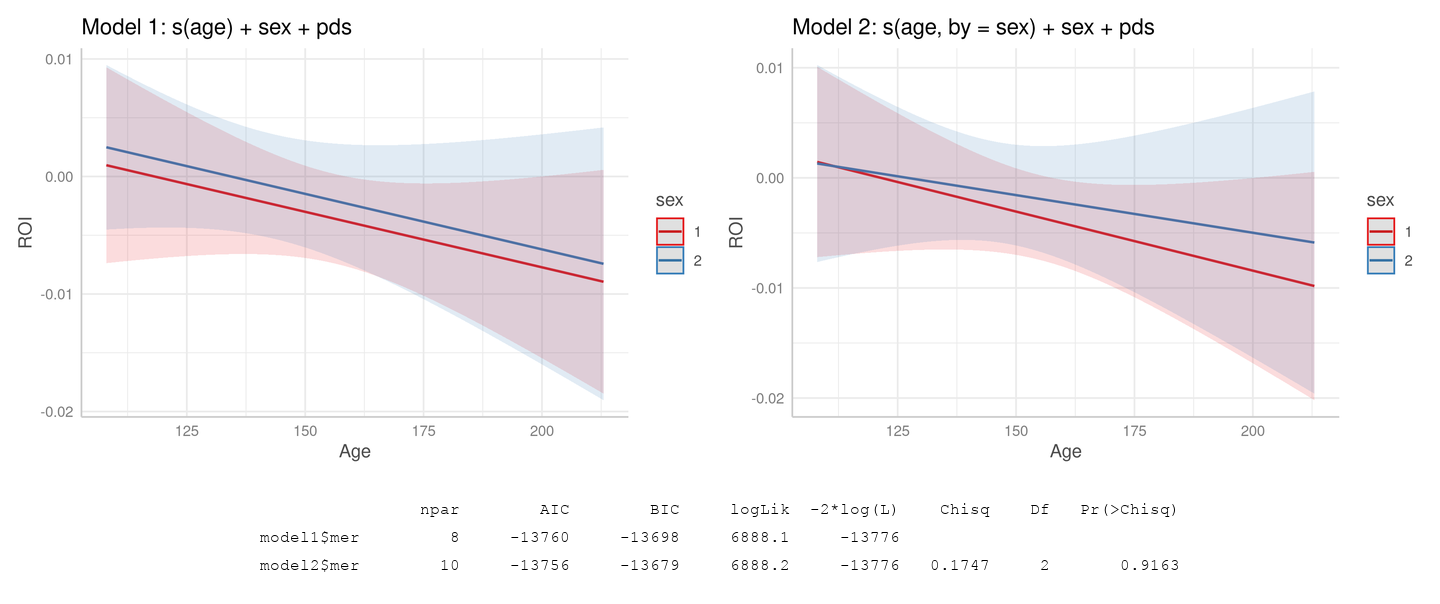 Model 1: s(age) + sex + pds
0.01
0.00
-0.01
-0.02
ROI
125 150 175 200
Age
sex
1
2
Model 2: s(age, by = sex) + sex + pds
0.01
0.00
-0.01
-0.02
ROI
125 150 175 200
Age
sex
1
2
npar AIC BIC logLik -2*log(L) Chisq Df Pr(>Chisq)
model1$mer 8 -13760 -13698 6888.1 -13776
model2$mer 10 -13756 -13679 6888.2 -13776 0.1747 2 0.9163